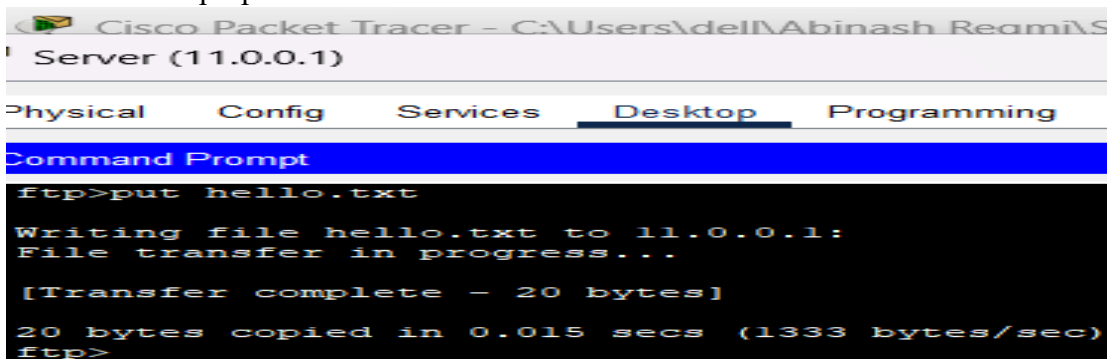 Cisco Packet Tracer - C:\Users\dell\Abinash Regmi\S
Server (11.0.0.1)
Physical Config Services Desktop Programming
Command Prompt
ftp>put hello.txt
Writing file hello.txt to 11.0.0.1:
File transfer in progress...
[Transfer complete - 20 bytes]
20 bytes copied in 0.015 secs (1333 bytes/sec)
ftp>